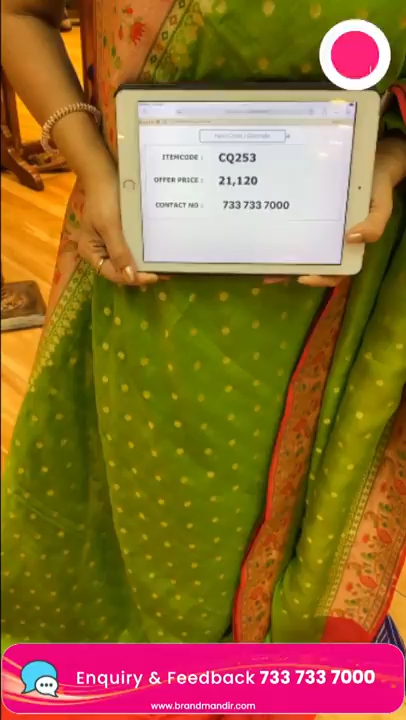 ITEMCODE : CQ253
OFFER PRICE : 21,120
CONTACT NO : 733 733 7000
Enquiry & Feedback 733 733 7000
www.brandmandir.com